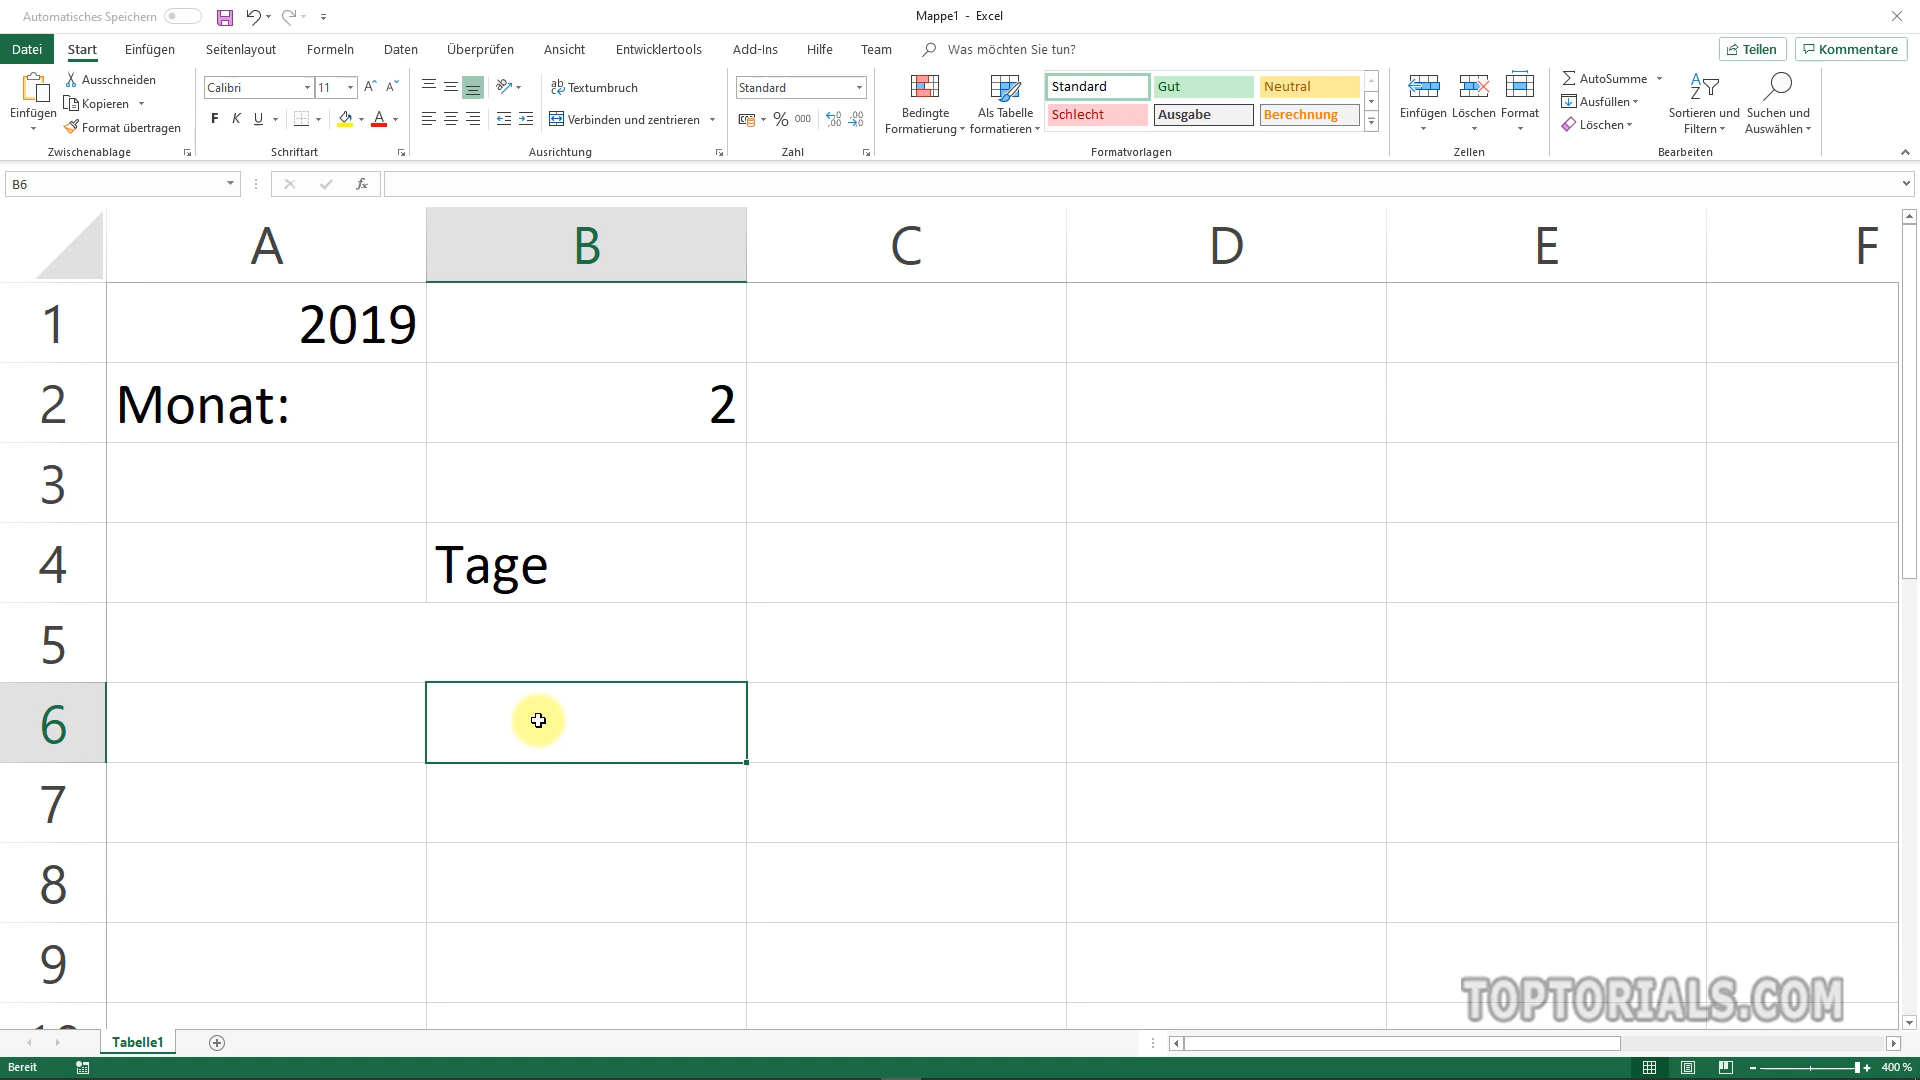 Automatisches Speichern
Mappe1 - Excel
Datei Start Einfügen Seitenlayout Formeln Daten Überprüfen Ansicht Entwicklertools Add-Ins Hilfe Team Was möchten Sie tun? Teilen Kommentare
Einfügen
Ausschneiden
Kopieren
Format übertragen
Zwischenablage
Calibri 11
F K U A
Schriftart
Textumbruch
Verbinden und zentrieren
Ausrichtung
Standard
% 000
Zahl
Bedingte Formatierung
Als Tabelle formatieren
Standard Gut Neutral
Schlecht Ausgabe Berechnung
Formatvorlagen
Einfügen Löschen Format
Zellen
AutoSumme
Ausfüllen
Löschen
Sortieren und Filtern
Suchen und Auswählen
Bearbeiten
B6 fx
A B C D E F
1 2019
2 Monat: 2
3
4 Tage
5
6
7
8
9
TOPTORIALS.COM
Tabelle1
Bereit 400 %